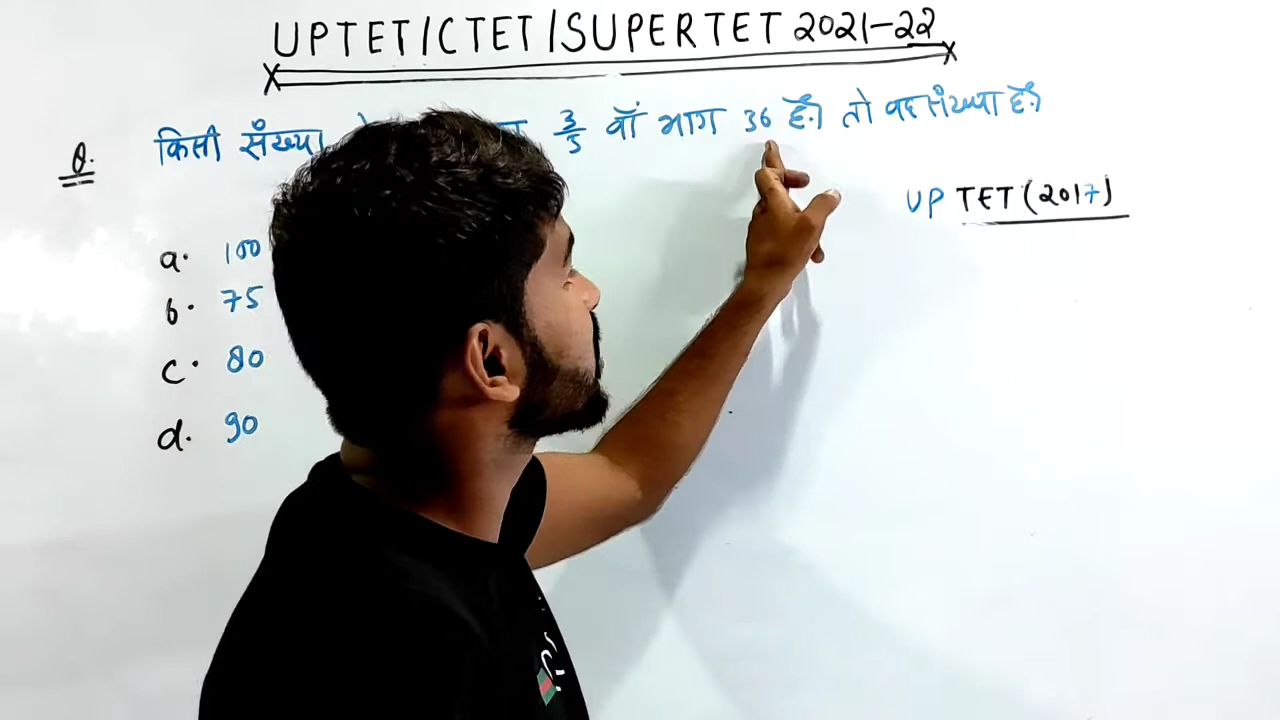 UPTET/CTET/SUPERTET 2021-22
Q. किसी संख्या 3/5 वाँ भाग 36 है। तो वह संख्या है?
UP TET (2017)
a. 100
b. 75
c. 80
d. 90